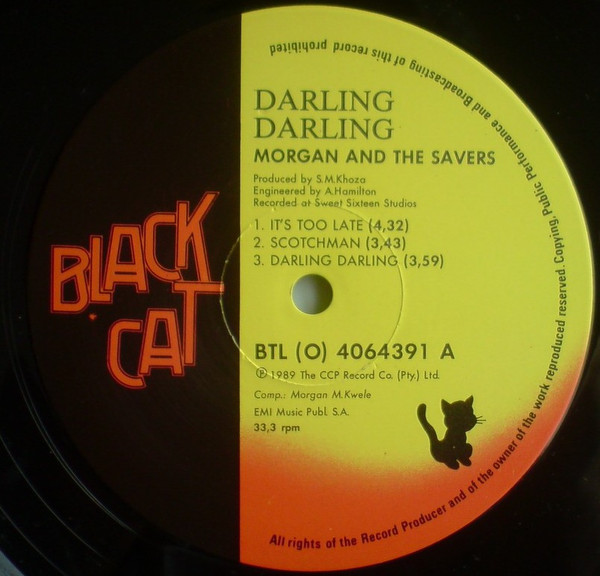 BLACK
CAT
DARLING
DARLING
MORGAN AND THE SAVERS
Produced by S.M.Khoza
Engineered by A.Hamilton
Recorded at Sweet Sixteen Studios
1. IT'S TOO LATE (4,32)
2. SCOTCHMAN (3,43)
3. DARLING DARLING (3,59)
BTL (O) 4064391 A
Ⓟ 1989 The CCP Record Co. (Pty.) Ltd.
Comp.: Morgan M.Kwele
EMI Music Publ. S.A.
33,3 rpm
All rights of the Record Producer and of the owner of the work reproduced reserved. Copying, Public Performance and Broadcasting of this record prohibited